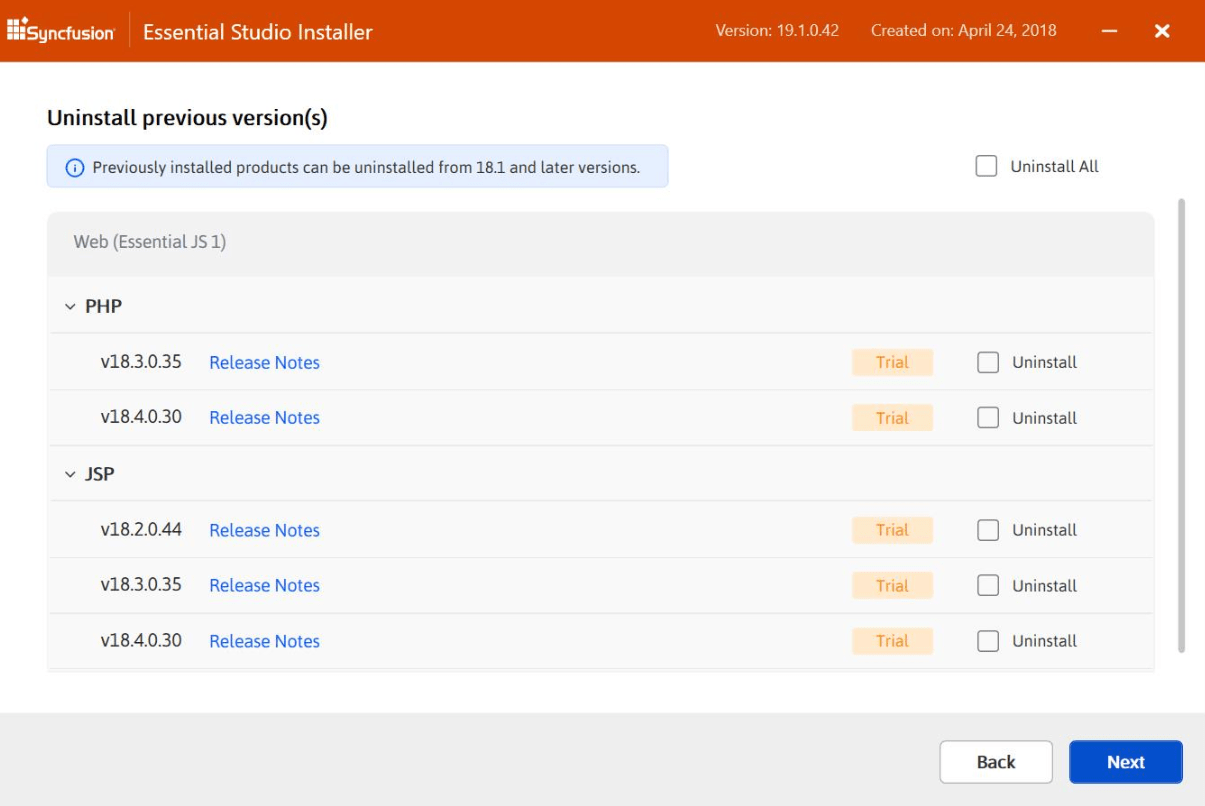 Syncfusion Essential Studio Installer Version: 19.1.0.42 Created on: April 24, 2018
Uninstall previous version(s)
Previously installed products can be uninstalled from 18.1 and later versions. Uninstall All
Web (Essential JS 1)
PHP
v18.3.0.35 Release Notes Trial Uninstall
v18.4.0.30 Release Notes Trial Uninstall
JSP
v18.2.0.44 Release Notes Trial Uninstall
v18.3.0.35 Release Notes Trial Uninstall
v18.4.0.30 Release Notes Trial Uninstall
Back Next